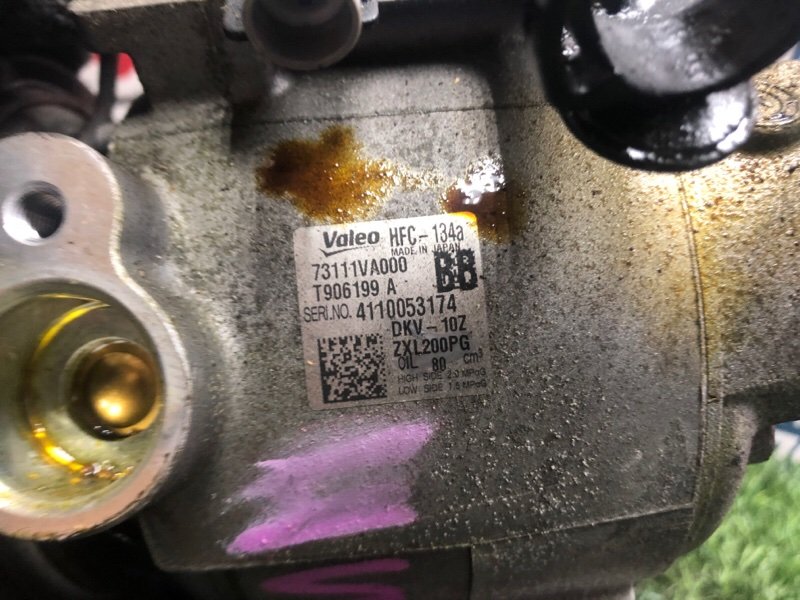 Valeo HFC-134a
MADE IN JAPAN
73111VA000 BB
T906199 A
SERI.NO. 4110053174
DKV-10Z
ZXL200PG
OIL 80 cm³
HIGH SIDE 3.0 MPaG
LOW SIDE 1.6 MPaG